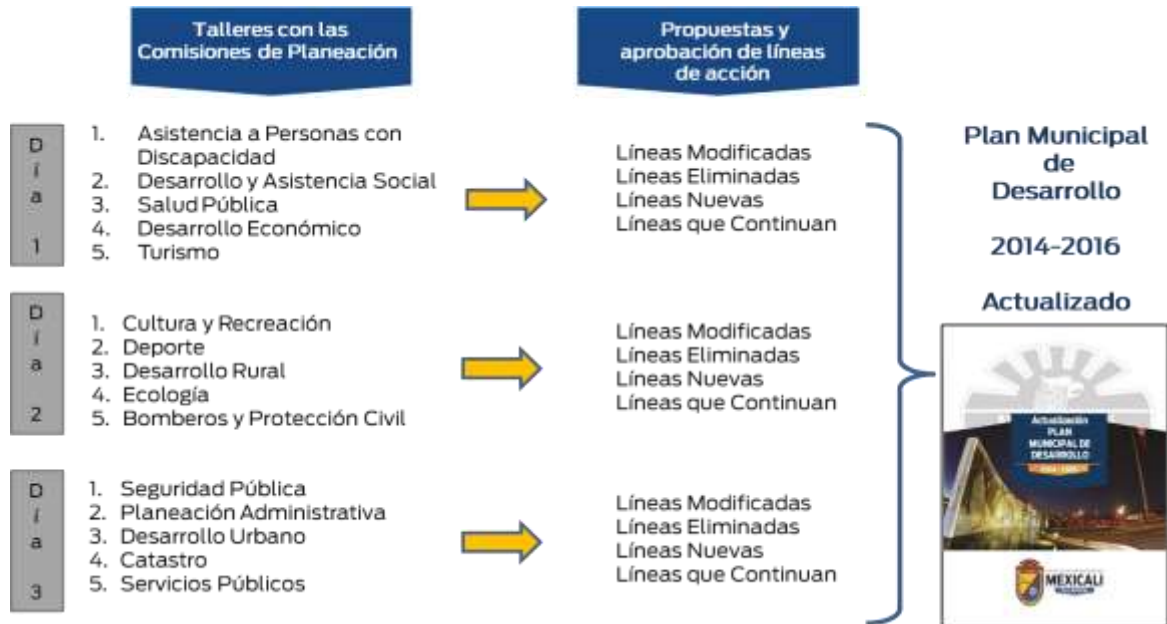 Talleres con las
Comisiones de Planeación
Propuestas y
aprobación de líneas
de acción
Día 1
1. Asistencia a Personas con
Discapacidad
2. Desarrollo y Asistencia Social
3. Salud Pública
4. Desarrollo Económico
5. Turismo
Líneas Modificadas
Líneas Eliminadas
Líneas Nuevas
Líneas que Continuan
Día 2
1. Cultura y Recreación
2. Deporte
3. Desarrollo Rural
4. Ecología
5. Bomberos y Protección Civil
Líneas Modificadas
Líneas Eliminadas
Líneas Nuevas
Líneas que Continuan
Día 3
1. Seguridad Pública
2. Planeación Administrativa
3. Desarrollo Urbano
4. Catastro
5. Servicios Públicos
Líneas Modificadas
Líneas Eliminadas
Líneas Nuevas
Líneas que Continuan
Plan Municipal
de
Desarrollo
2014-2016
Actualizado
Actualización
PLAN
MUNICIPAL DE
DESARROLLO
MEXICALI